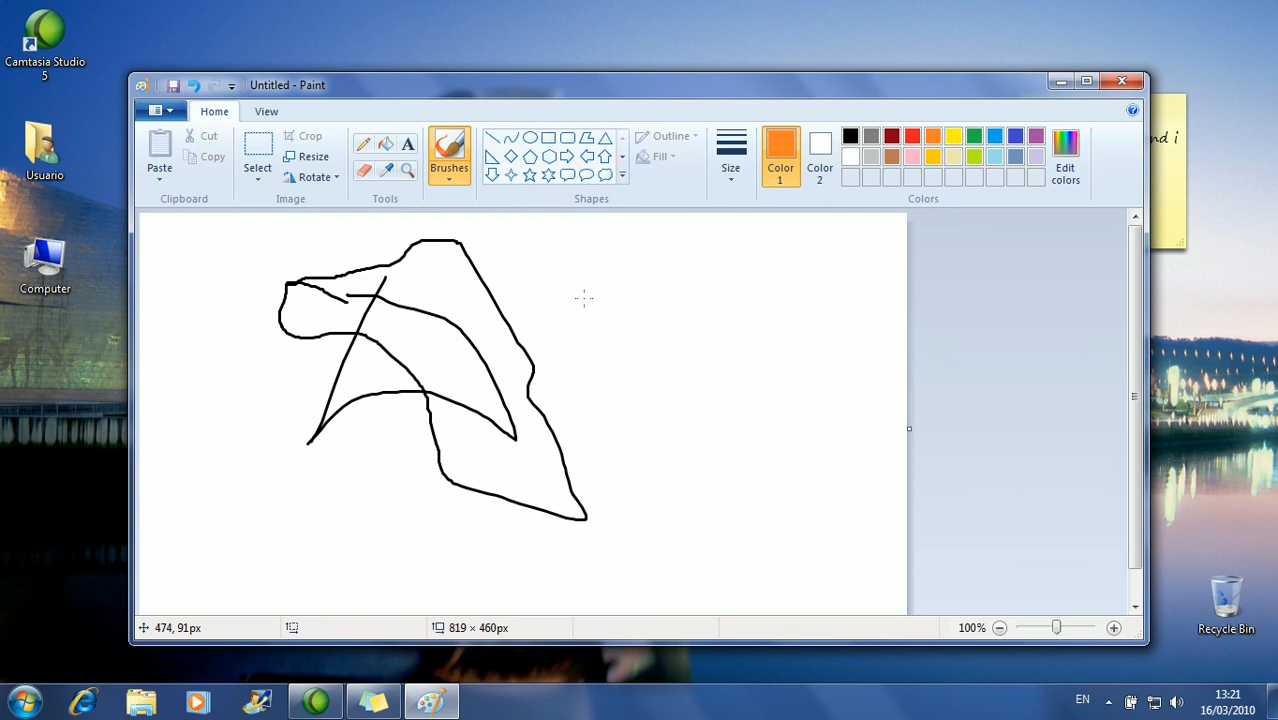 Camtasia Studio
5
Usuario
Computer
Untitled - Paint
Home
View
nd i
Paste
Cut
Copy
Clipboard
Select
Crop
Resize
Rotate
Image
A
Tools
Brushes
Outline
Fill
Shapes
Size
Color
1
Color
2
Edit
colors
Colors
474, 91px
819 × 460px
100%
Recycle Bin
EN
13:21
16/03/2010